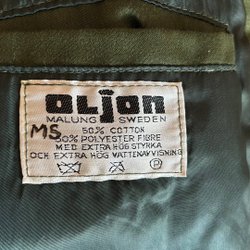 OLjon
MALUNG SWEDEN
MS
50% COTTON
50% POLYESTER FIBRE
MED EXTRA HÖG STYRKA
OCH EXTRA HÖG VATTENAVVISNING
P